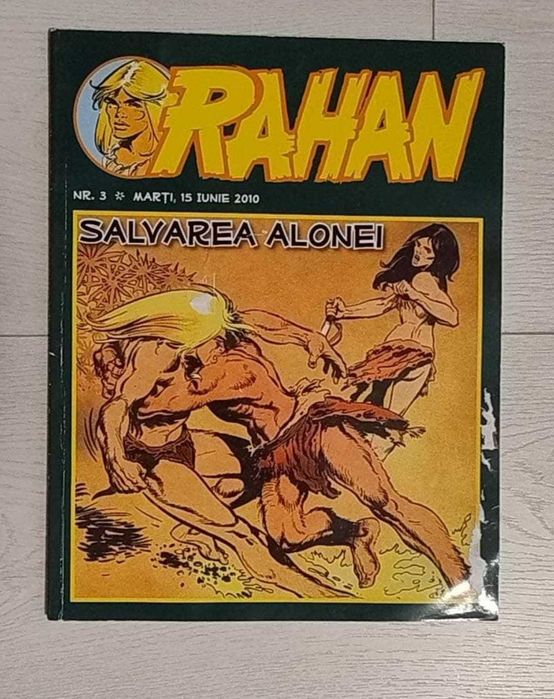 RAHAN
NR. 3 * MARȚI, 15 IUNIE 2010
SALVAREA ALONEI